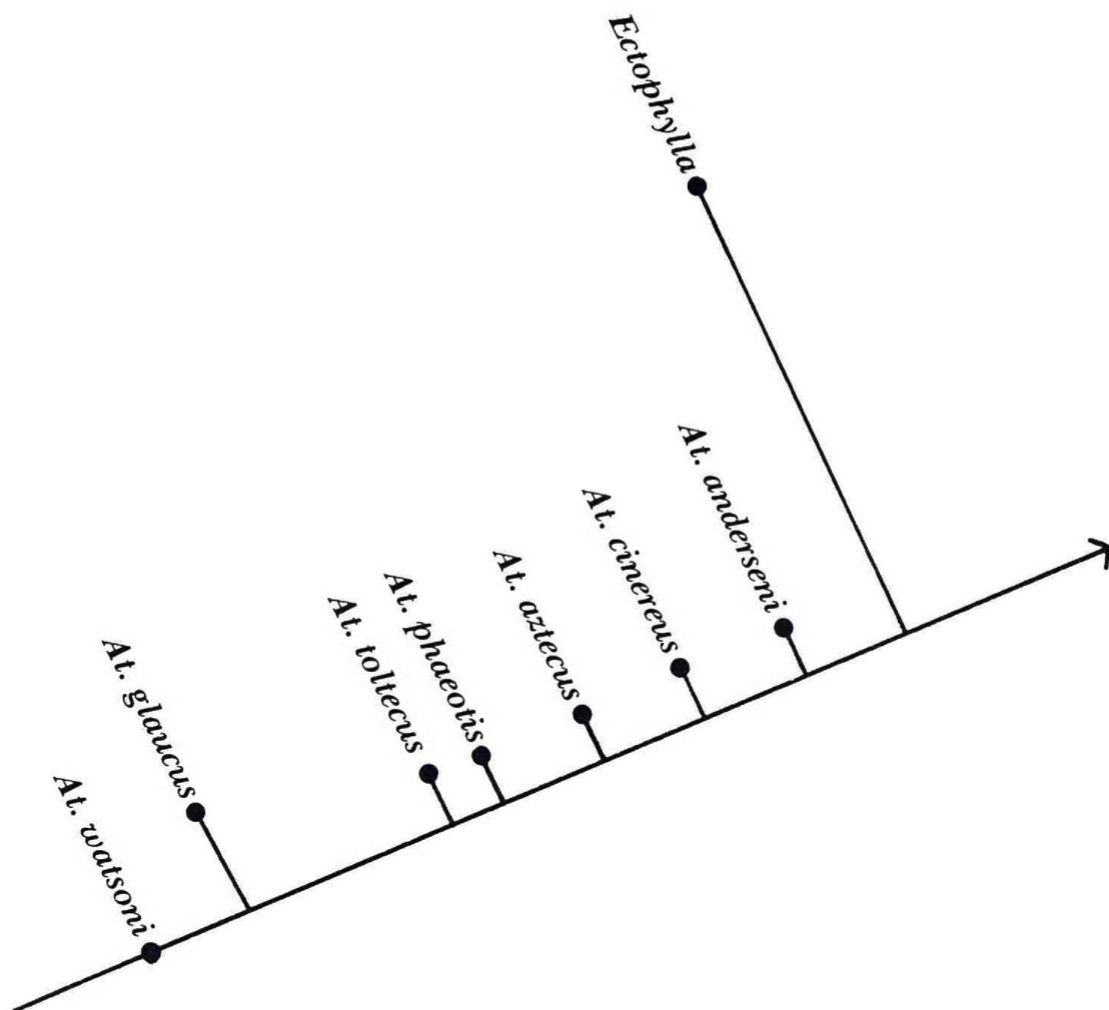 Ectophylla
At. anderseni
At. cinereus
At. aztecus
At. phaeotis
At. toltecus
At. glaucus
At. watsoni